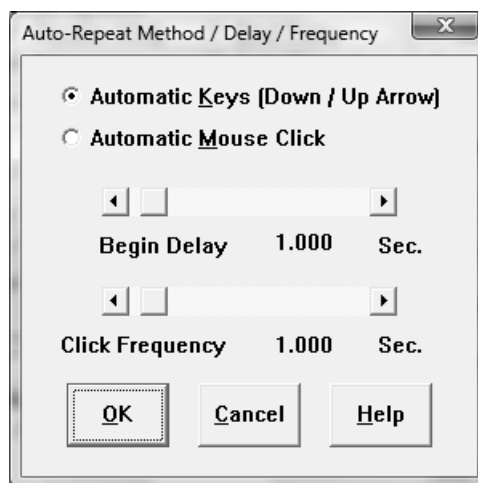 Auto-Repeat Method / Delay / Frequency
Automatic Keys (Down / Up Arrow)
Automatic Mouse Click
Begin Delay 1.000 Sec.
Click Frequency 1.000 Sec.
OK Cancel Help